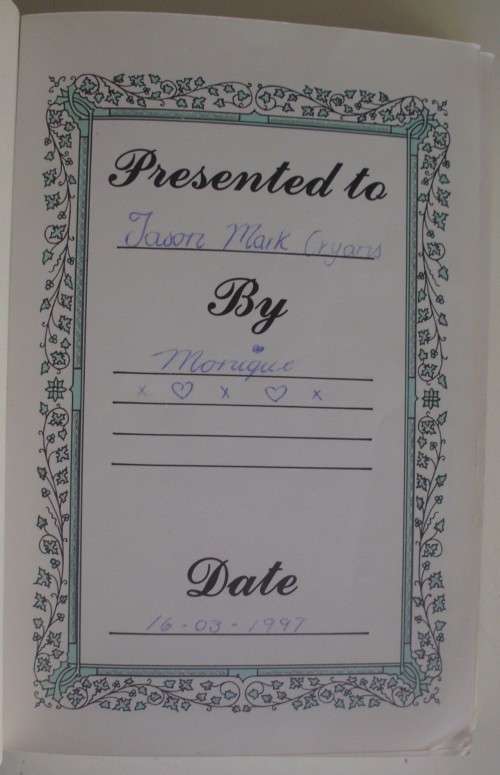 Presented to
Jason Mark Cryans
By
Monique
x ♡ x ♡ x
Date
16-03-1997